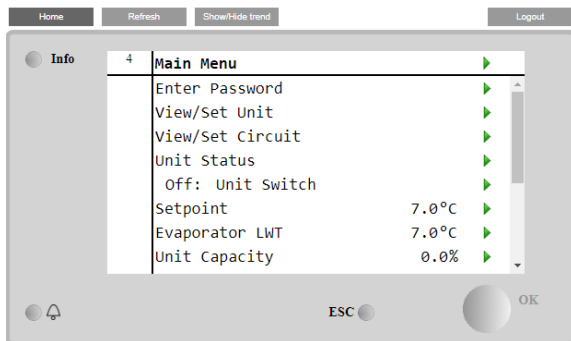 Home Refresh Show/Hide trend Logout
Info
4 Main Menu
Enter Password
View/Set Unit
View/Set Circuit
Unit Status
Off: Unit Switch
Setpoint 7.0°C
Evaporator LWT 7.0°C
Unit Capacity 0.0%
ESC OK